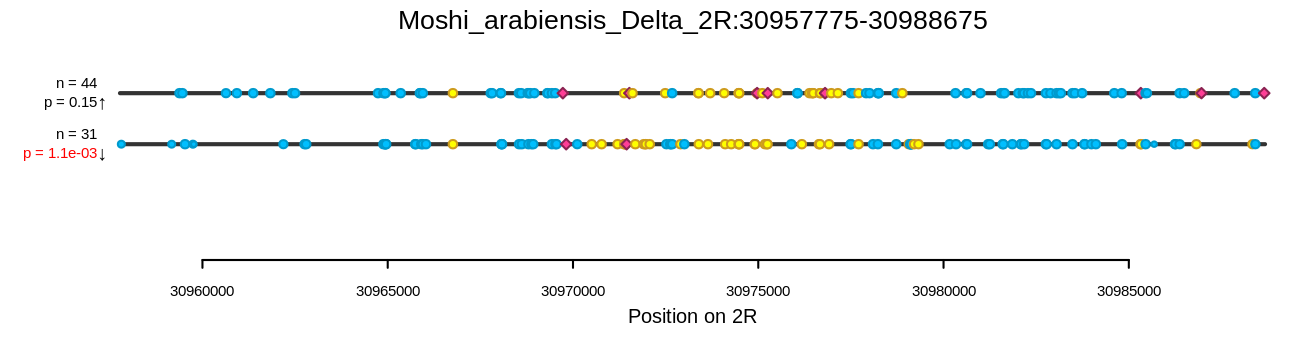 Moshi_arabiensis_Delta_2R:30957775-30988675
n = 44
p = 0.15↑
n = 31
p = 1.1e-03↓
30960000 30965000 30970000 30975000 30980000 30985000
Position on 2R